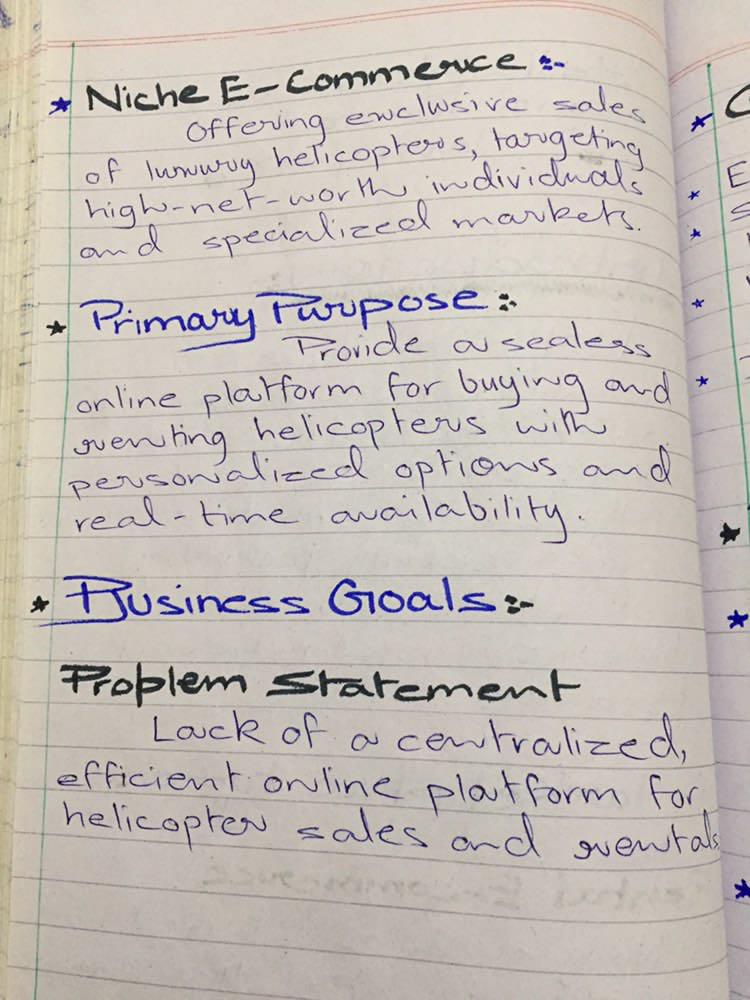 * Niche E-Commerce :-
Offering exclusive sales
of luxury helicopters, targeting
high-net-worth individuals
and specialized markets.
* Primary Purpose :-
Provide a sealess
online platform for buying and
renting helicopters with
personalized options and
real-time availability.
* Business Goals :-
Problem Statement
Lack of a centralized,
efficient online platform for
helicopter sales and rentals